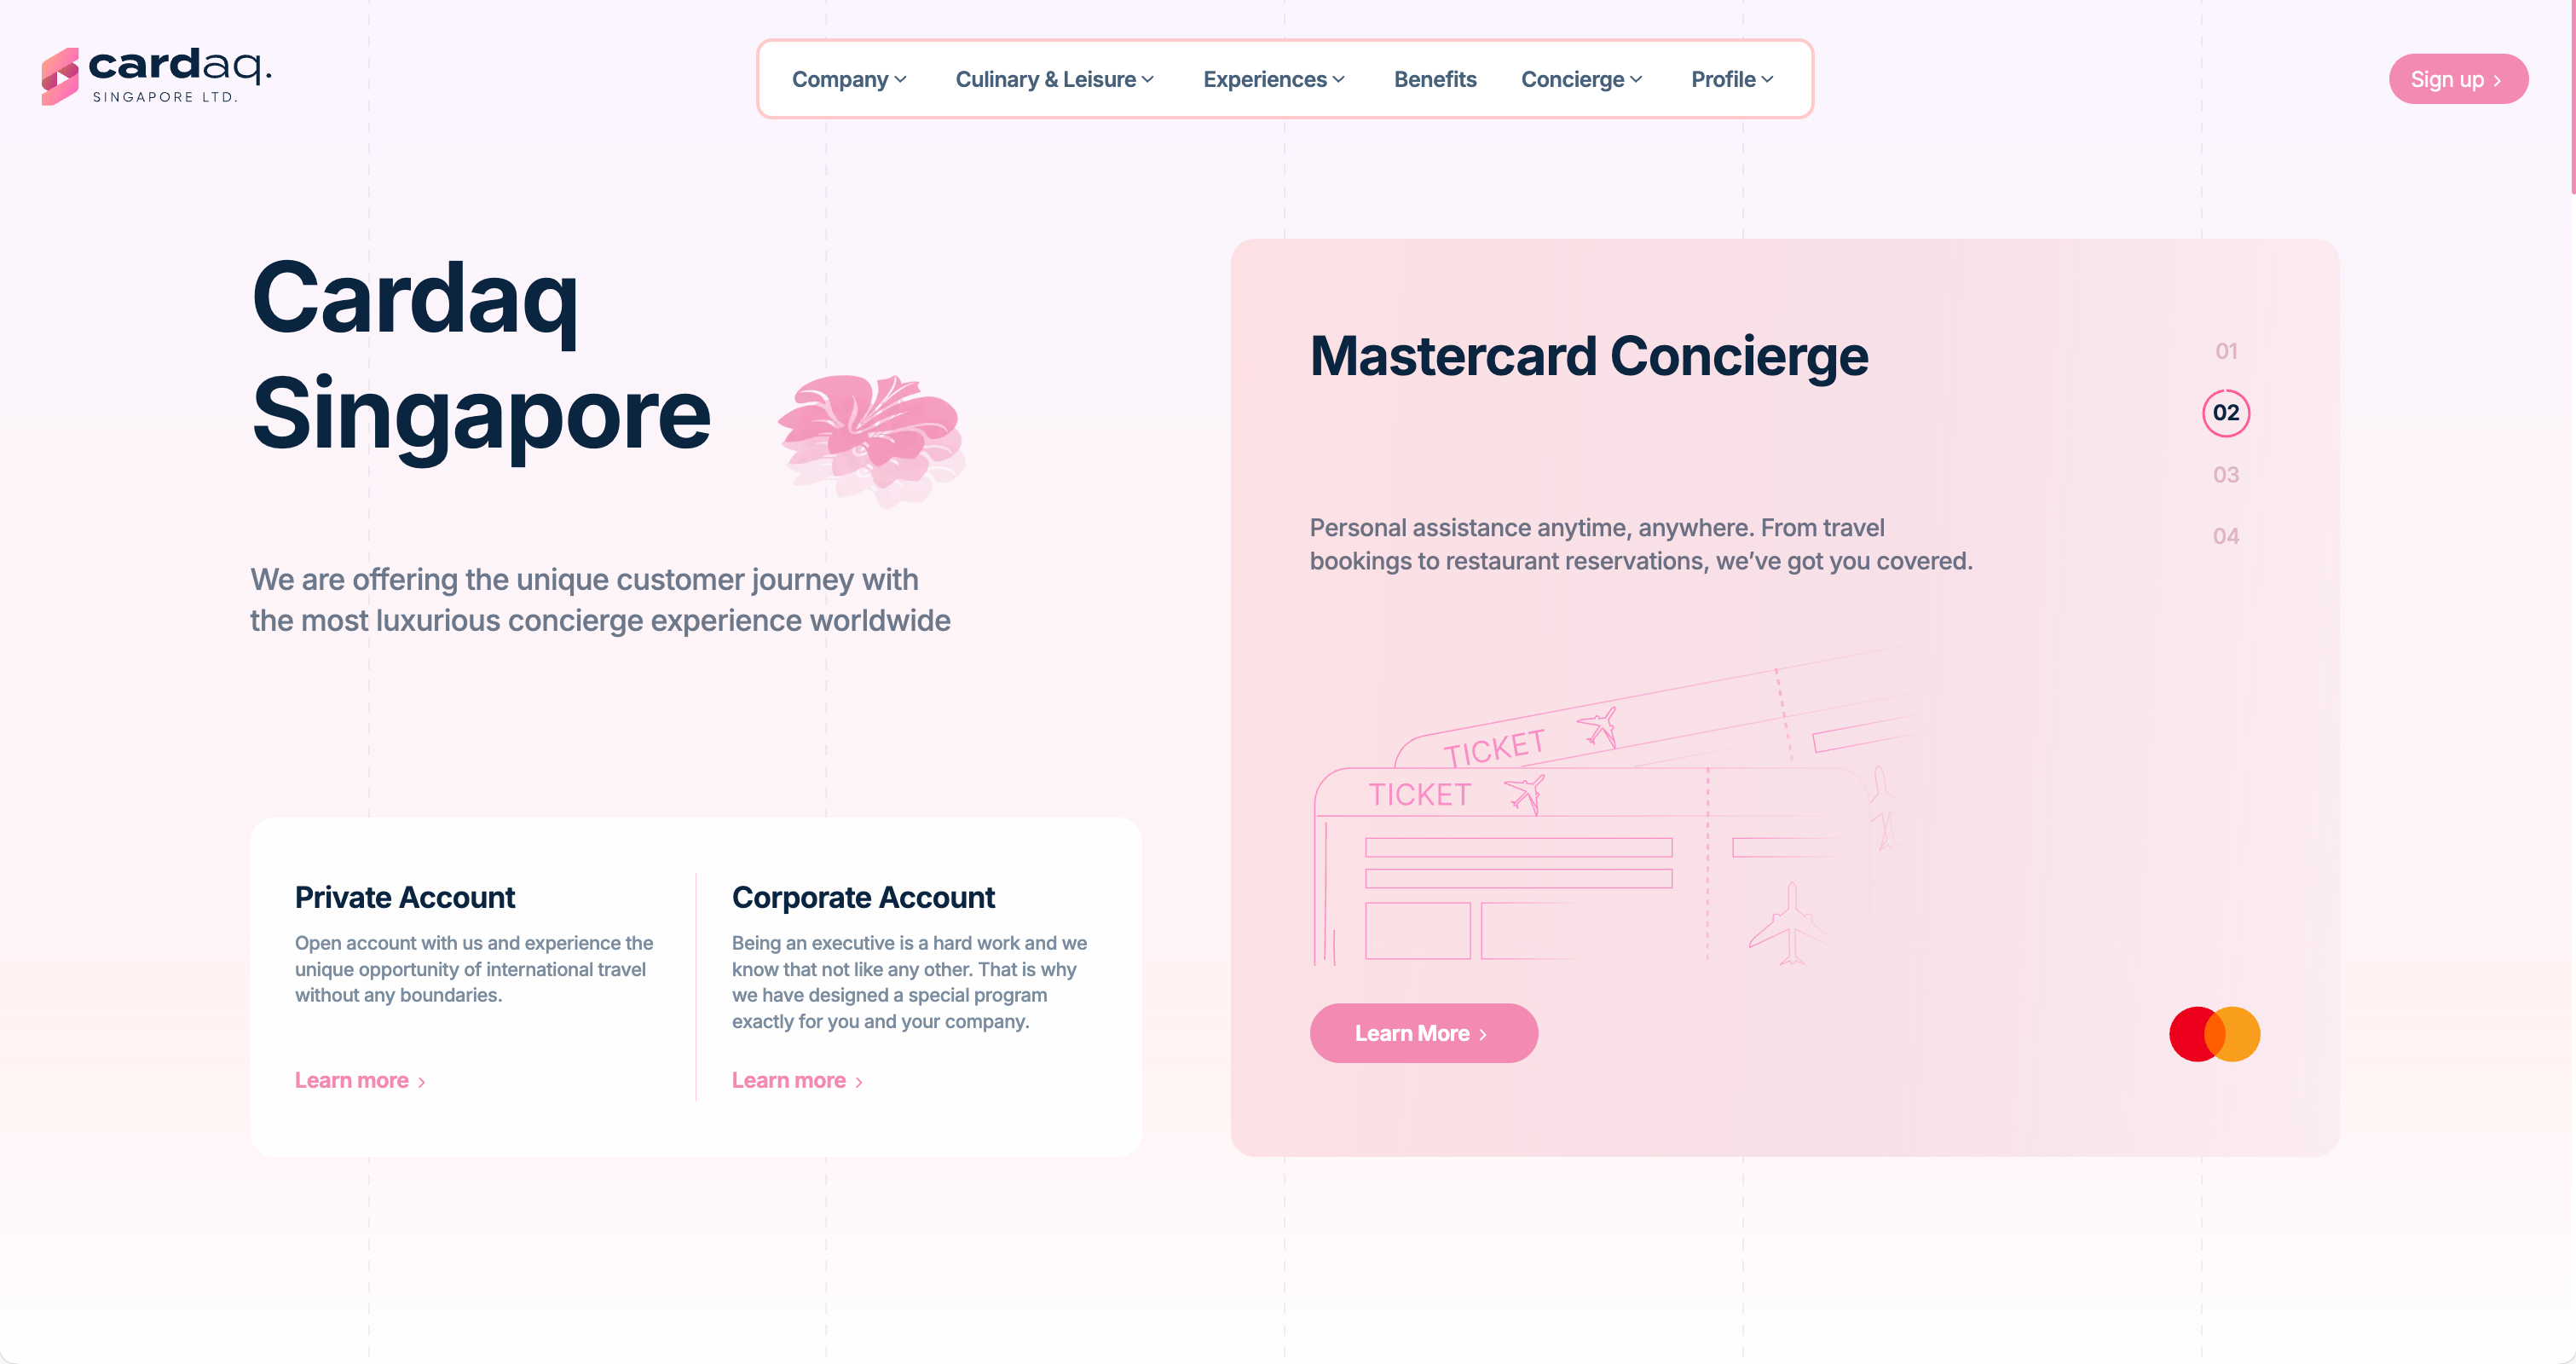 cardaq.
SINGAPORE LTD.
Company
Culinary & Leisure
Experiences
Benefits
Concierge
Profile
Sign up
Cardaq
Singapore
We are offering the unique customer journey with
the most luxurious concierge experience worldwide
Private Account
Open account with us and experience the
unique opportunity of international travel
without any boundaries.
Learn more
Corporate Account
Being an executive is a hard work and we
know that not like any other. That is why
we have designed a special program
exactly for you and your company.
Learn more
Mastercard Concierge
01
02
03
04
Personal assistance anytime, anywhere. From travel
bookings to restaurant reservations, we’ve got you covered.
TICKET
TICKET
Learn More